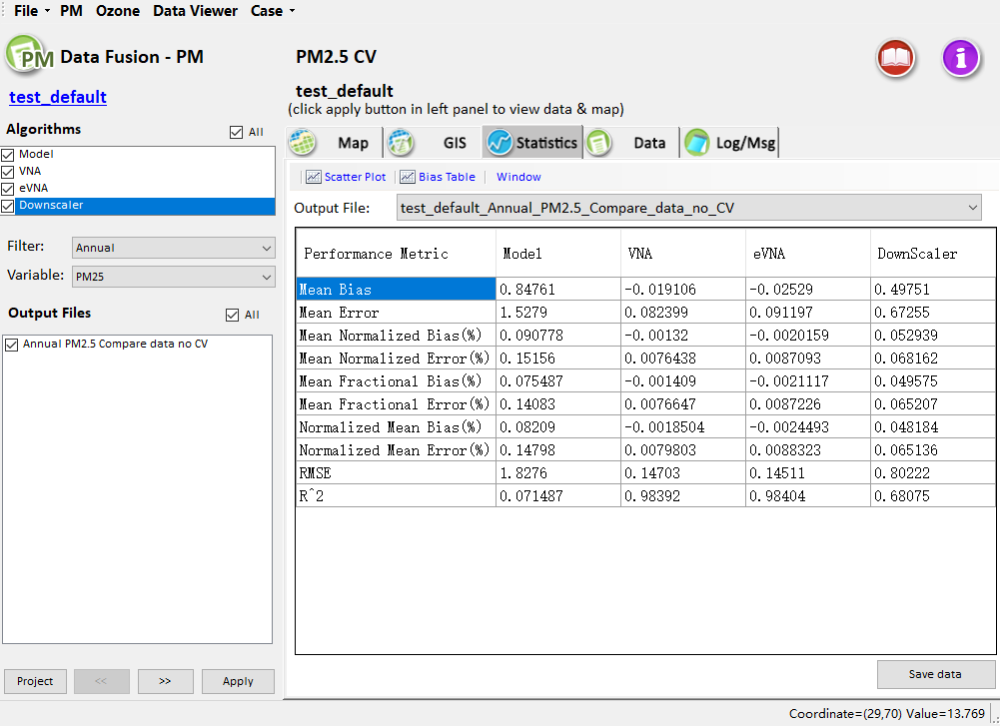 File PM Ozone Data Viewer Case
PM Data Fusion - PM
test_default
Algorithms All
Model
VNA
eVNA
Downscaler
Filter: Annual
Variable: PM25
Output Files All
Annual PM2.5 Compare data no CV
Project << >> Apply
PM2.5 CV
test_default
(click apply button in left panel to view data & map)
Map GIS Statistics Data Log/Msg
Scatter Plot Bias Table Window
Output File: test_default_Annual_PM2.5_Compare_data_no_CV
Performance Metric Model VNA eVNA DownScaler
Mean Bias 0.84761 -0.019106 -0.02529 0.49751
Mean Error 1.5279 0.082399 0.091197 0.67255
Mean Normalized Bias(%) 0.090778 -0.00132 -0.0020159 0.052939
Mean Normalized Error(%) 0.15156 0.0076438 0.0087093 0.068162
Mean Fractional Bias(%) 0.075487 -0.001409 -0.0021117 0.049575
Mean Fractional Error(%) 0.14083 0.0076647 0.0087226 0.065207
Normalized Mean Bias(%) 0.08209 -0.0018504 -0.0024493 0.048184
Normalized Mean Error(%) 0.14798 0.0079803 0.0088323 0.065136
RMSE 1.8276 0.14703 0.14511 0.80222
R^2 0.071487 0.98392 0.98404 0.68075
Save data
Coordinate=(29,70) Value=13.769